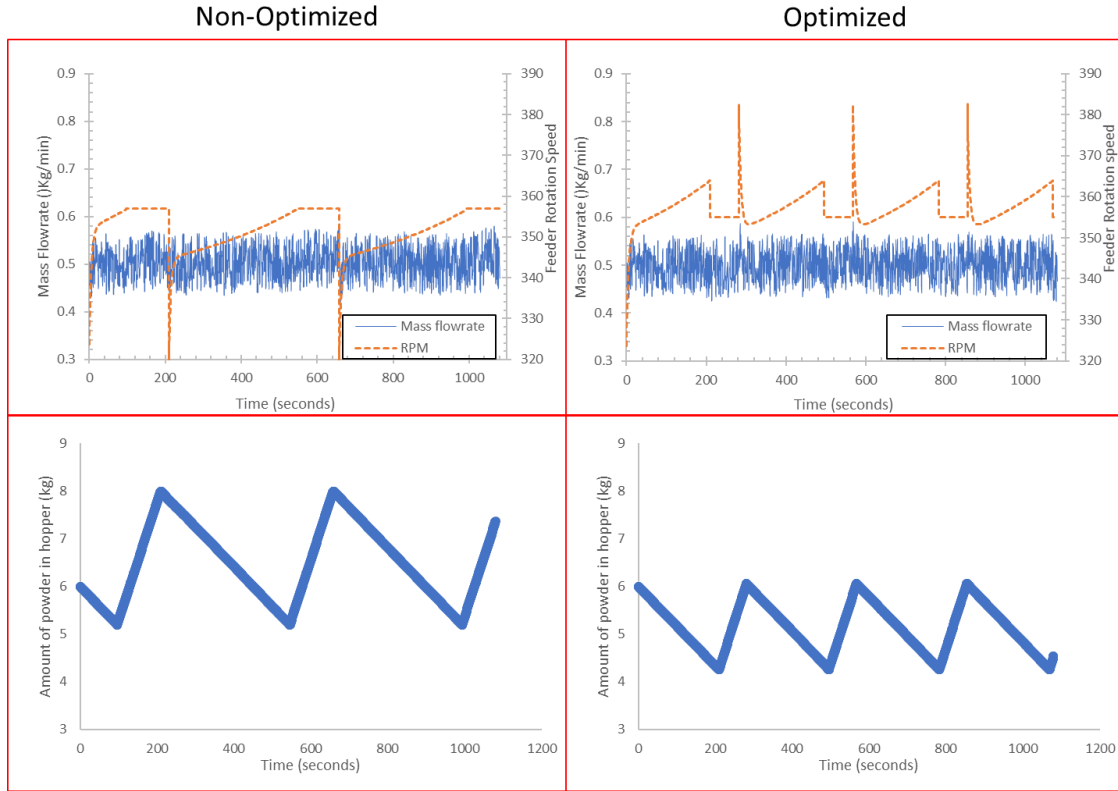 Non-Optimized
Optimized
Mass Flowrate ()Kg/min)
0.9
0.8
0.7
0.6
0.5
0.4
0.3
390
380
370
360
350
340
330
320
Feeder Rotation Speed
Mass flowrate
RPM
0 200 400 600 800 1000
Time (seconds)
Mass Flowrate ()Kg/min)
0.9
0.8
0.7
0.6
0.5
0.4
0.3
390
380
370
360
350
340
330
320
Feeder Rotation speed
Mass flowrate
RPM
0 200 400 600 800 1000
Time (seconds)
Amount of powder in hopper (kg)
9
8
7
6
5
4
3
0 200 400 600 800 1000 1200
Time (seconds)
Amount of powder in hopper (kg)
9
8
7
6
5
4
3
0 200 400 600 800 1000 1200
Time (seconds)